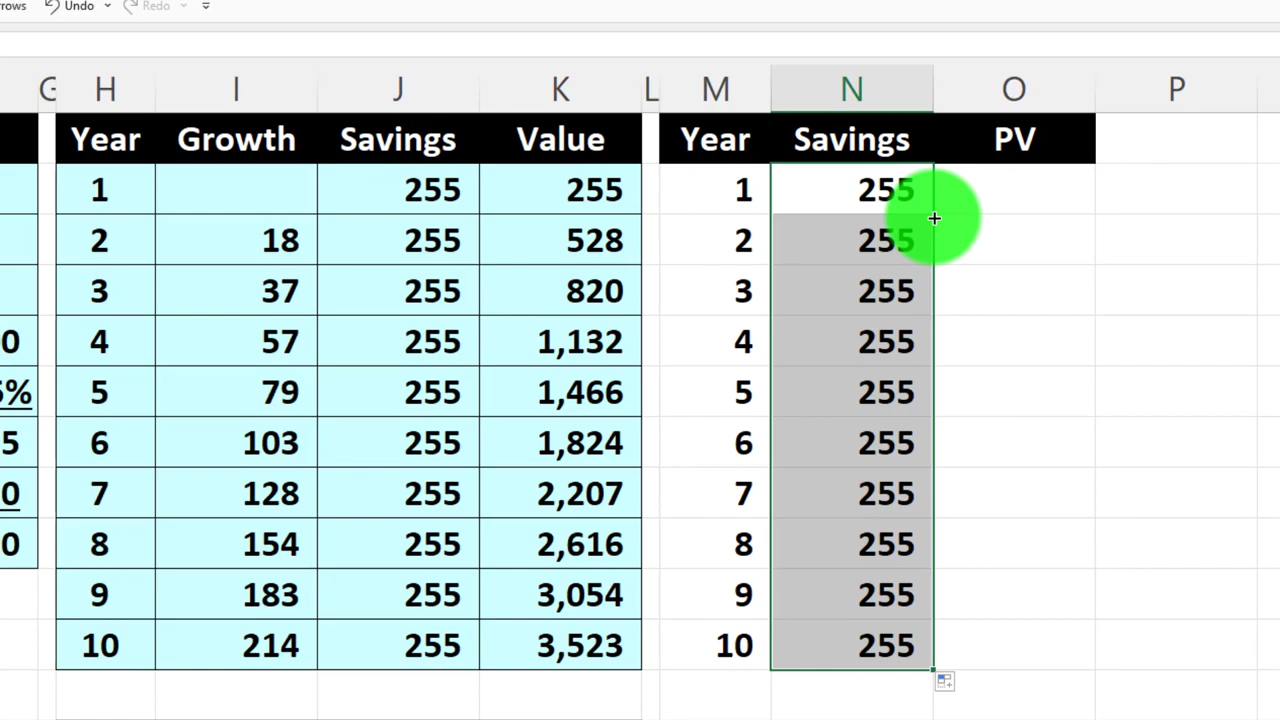 rows Undo Redo
G H I J K L M N O P
Year Growth Savings Value Year Savings PV
1 255 255 1 255
2 18 255 528 2 255
3 37 255 820 3 255
0 4 57 255 1,132 4 255
5% 5 79 255 1,466 5 255
5 6 103 255 1,824 6 255
0 7 128 255 2,207 7 255
0 8 154 255 2,616 8 255
9 183 255 3,054 9 255
10 214 255 3,523 10 255